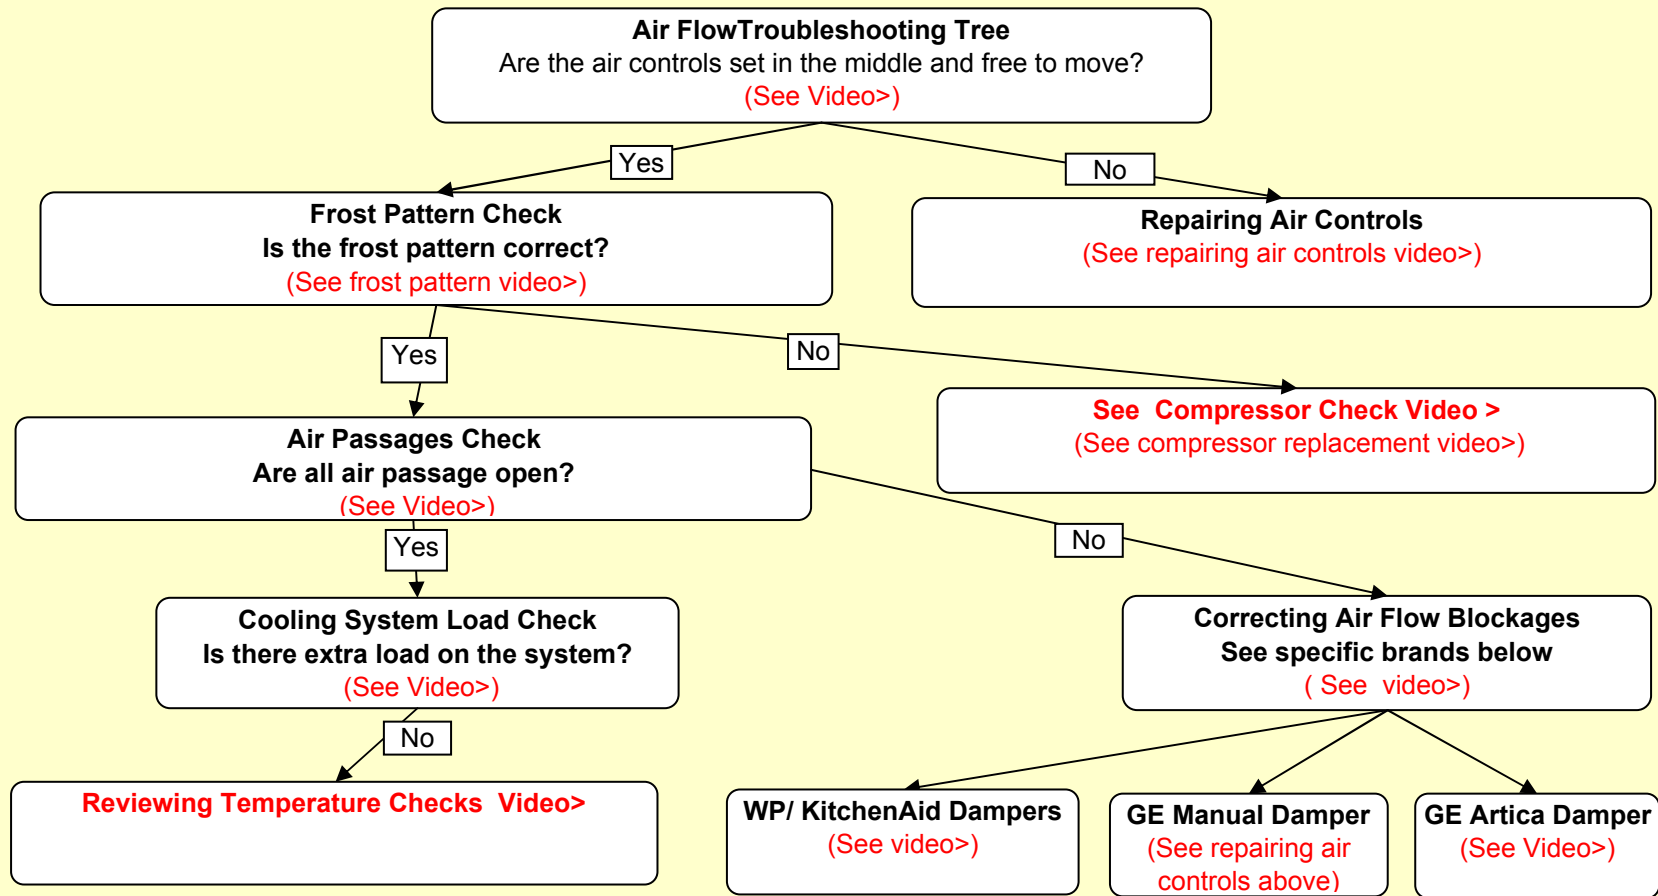 Air FlowTroubleshooting Tree
Are the air controls set in the middle and free to move?
(See Video>)
Yes
No
Frost Pattern Check
Is the frost pattern correct?
(See frost pattern video>)
Repairing Air Controls
(See repairing air controls video>)
Yes
No
See Compressor Check Video >
(See compressor replacement video>)
Air Passages Check
Are all air passage open?
(See Video>)
Yes
No
Cooling System Load Check
Is there extra load on the system?
(See Video>)
Correcting Air Flow Blockages
See specific brands below
( See video>)
No
Reviewing Temperature Checks Video>
WP/ KitchenAid Dampers
(See video>)
GE Manual Damper
(See repairing air
controls above)
GE Artica Damper
(See Video>)